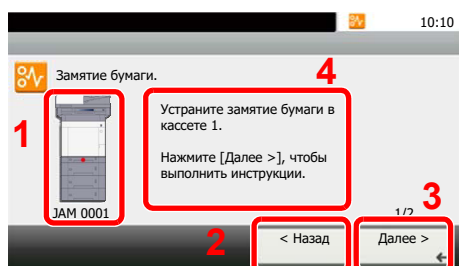 10:10
Замятие бумаги.
4
1
Устраните замятие бумаги в
кассете 1.
Нажмите [Далее >], чтобы
выполнить инструкции.
JAM 0001
1/2
3
2
< Назад
Далее >